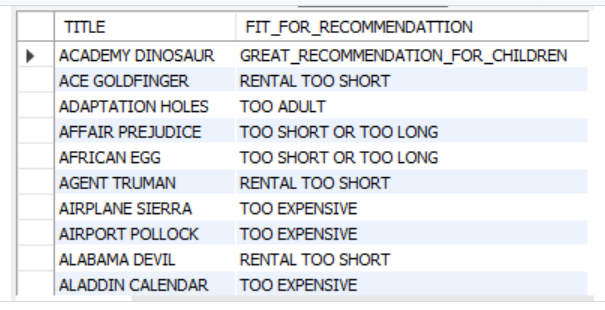 TITLE FIT_FOR_RECOMMENDATTION
ACADEMY DINOSAUR GREAT_RECOMMENDATION_FOR_CHILDREN
ACE GOLDFINGER RENTAL TOO SHORT
ADAPTATION HOLES TOO ADULT
AFFAIR PREJUDICE TOO SHORT OR TOO LONG
AFRICAN EGG TOO SHORT OR TOO LONG
AGENT TRUMAN RENTAL TOO SHORT
AIRPLANE SIERRA TOO EXPENSIVE
AIRPORT POLLOCK TOO EXPENSIVE
ALABAMA DEVIL RENTAL TOO SHORT
ALADDIN CALENDAR TOO EXPENSIVE